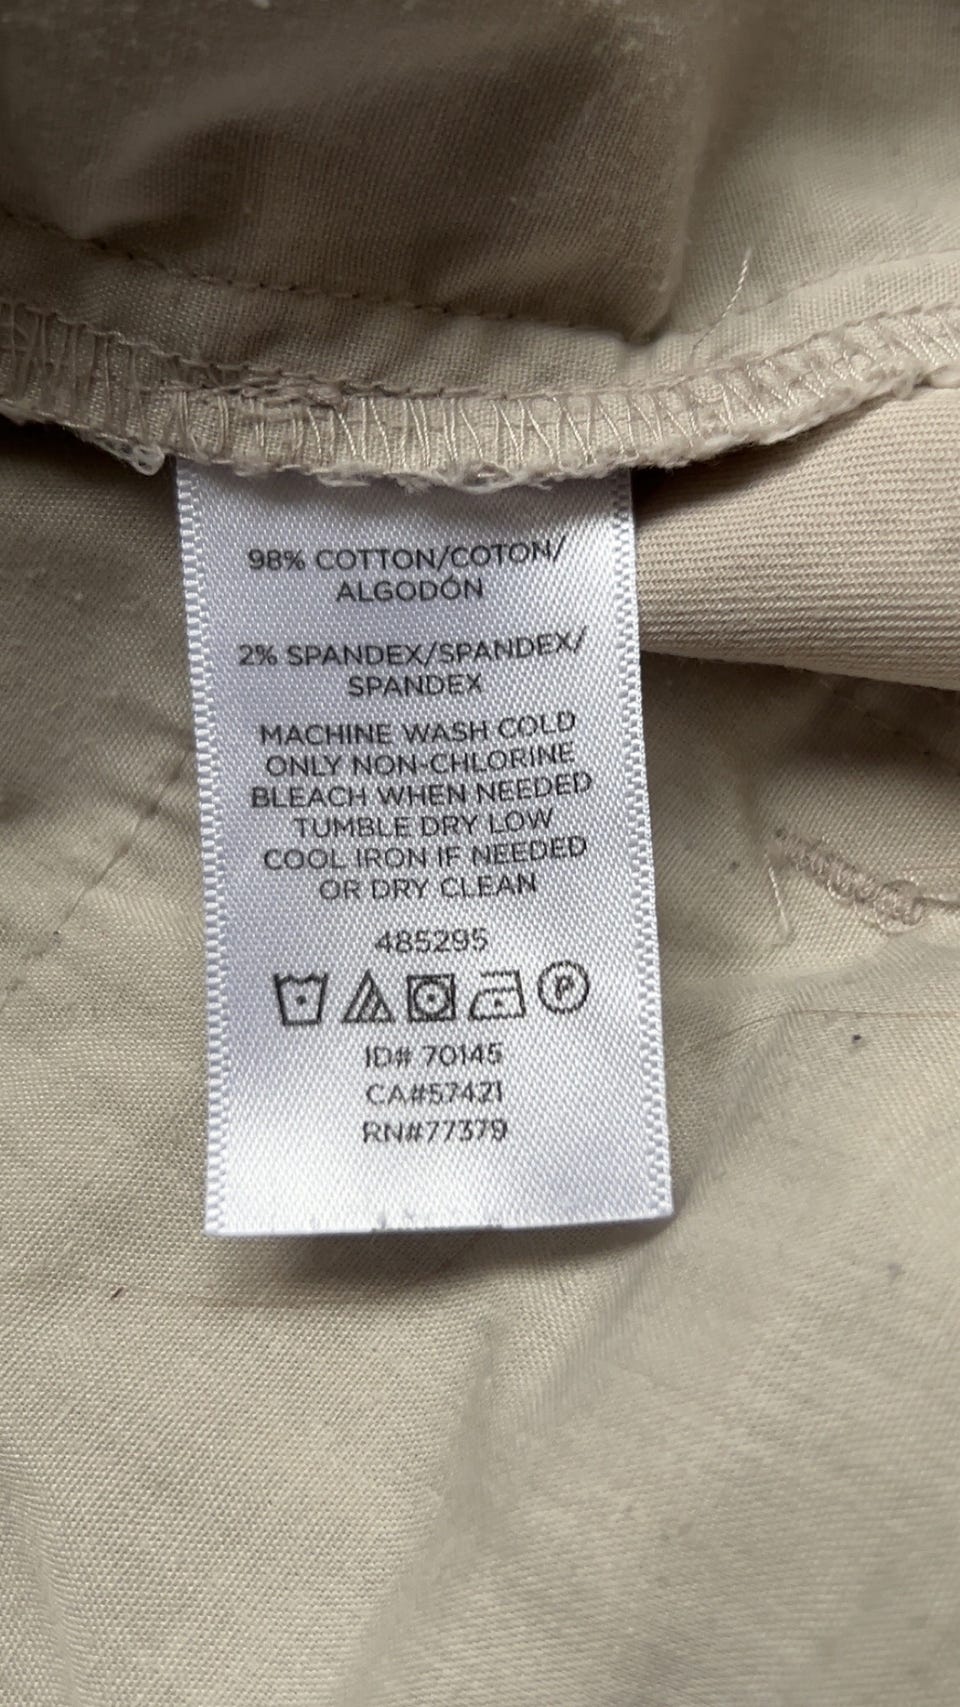 98% COTTON/COTON/
ALGODÓN
2% SPANDEX/SPANDEX/
SPANDEX
MACHINE WASH COLD
ONLY NON-CHLORINE
BLEACH WHEN NEEDED
TUMBLE DRY LOW
COOL IRON IF NEEDED
OR DRY CLEAN
485295
P
ID# 70145
CA#57421
RN#77379